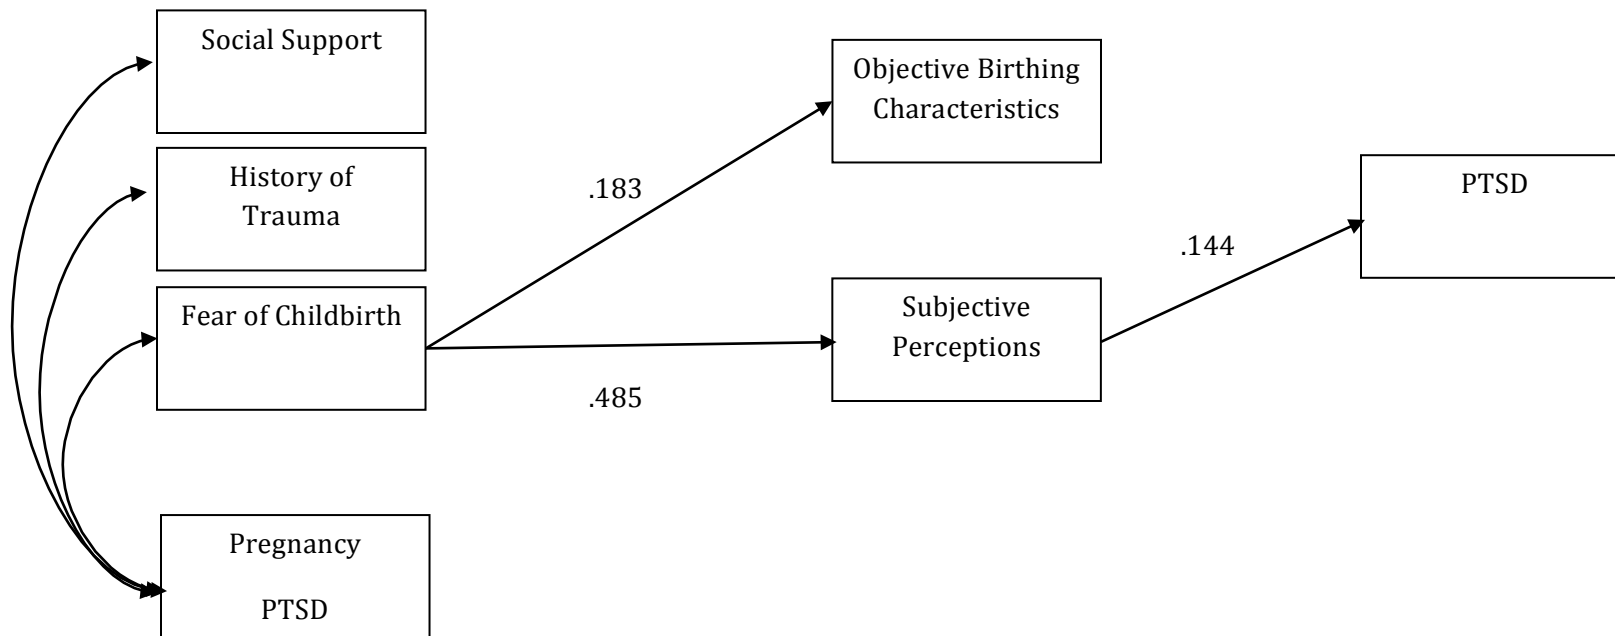 Social Support
History of
Trauma
Fear of Childbirth
Pregnancy
PTSD
.183
.485
Objective Birthing
Characteristics
Subjective
Perceptions
.144
PTSD